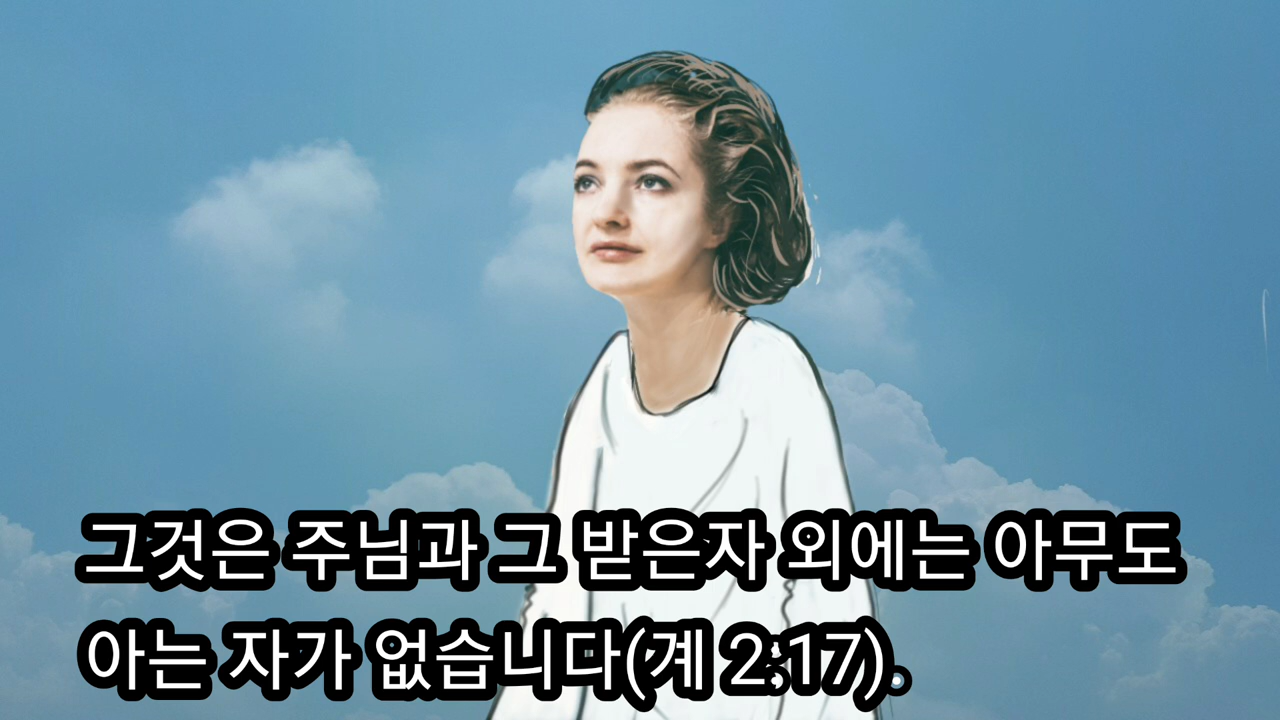 그것은 주님과 그 받은자 외에는 아무도
아는 자가 없습니다(계 2:17).